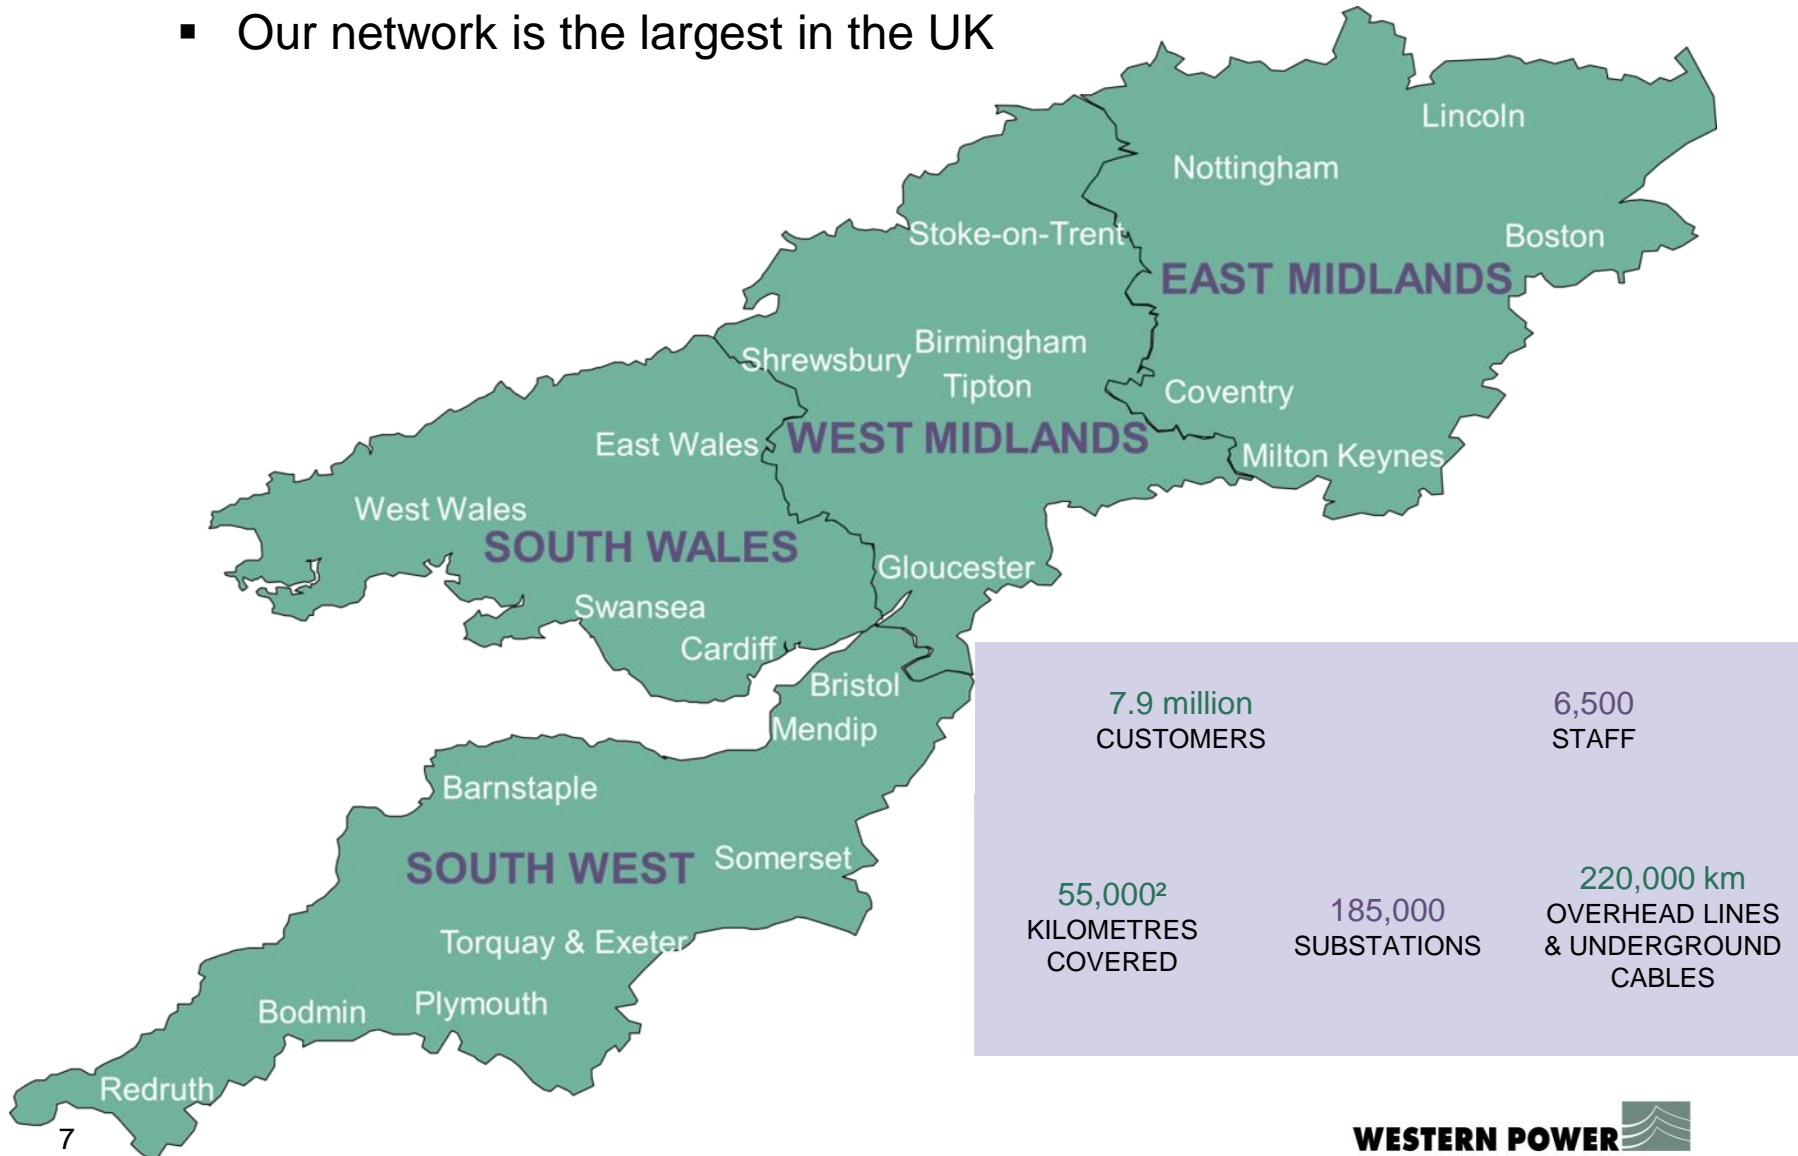 ▪ Our network is the largest in the UK
Lincoln
Nottingham
Stoke-on-Trent
Boston
EAST MIDLANDS
Birmingham
Shrewsbury
Tipton
Coventry
WEST MIDLANDS
East Wales
Milton Keynes
West Wales
SOUTH WALES
Gloucester
Swansea
Cardiff
Bristol
Mendip
Barnstaple
SOUTH WEST
Somerset
Torquay & Exeter
Plymouth
Bodmin
Redruth
7.9 million
CUSTOMERS
6,500
STAFF
55,000²
KILOMETRES
COVERED
185,000
SUBSTATIONS
220,000 km
OVERHEAD LINES
& UNDERGROUND
CABLES
7
WESTERN POWER